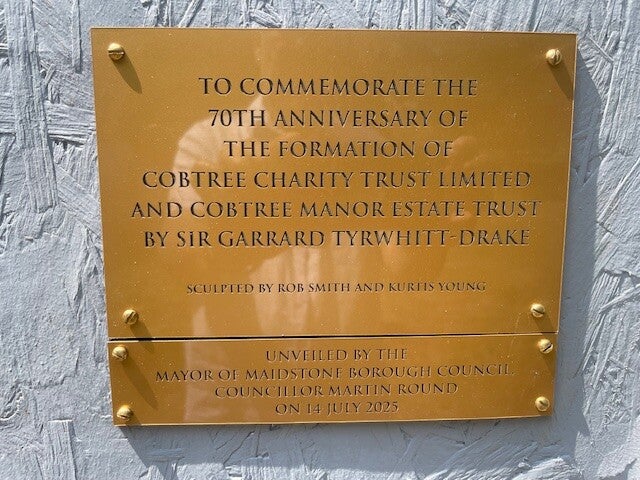 TO COMMEMORATE THE
70TH ANNIVERSARY OF
THE FORMATION OF
COBTREE CHARITY TRUST LIMITED
AND COBTREE MANOR ESTATE TRUST
BY SIR GARRARD TYRWHITT-DRAKE
SCULPTED BY ROB SMITH AND KURTIS YOUNG
UNVEILED BY THE
MAYOR OF MAIDSTONE BOROUGH COUNCIL,
COUNCILLOR MARTIN ROUND
ON 14 JULY 2025